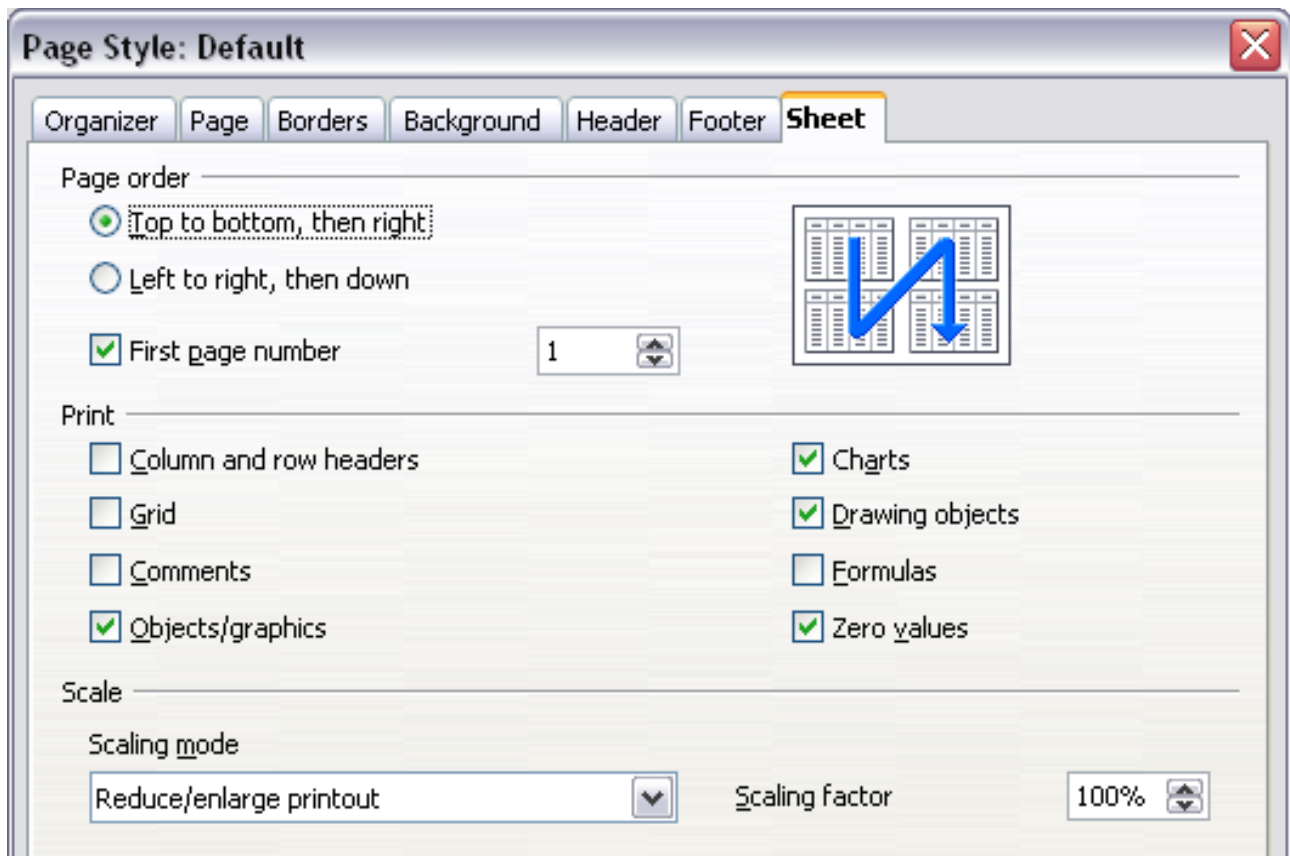 Page Style: Default
Organizer Page Borders Background Header Footer Sheet
Page order
Top to bottom, then right
Left to right, then down
First page number 1
Print
Column and row headers Charts
Grid Drawing objects
Comments Formulas
Objects/graphics Zero values
Scale
Scaling mode
Reduce/enlarge printout Scaling factor 100%